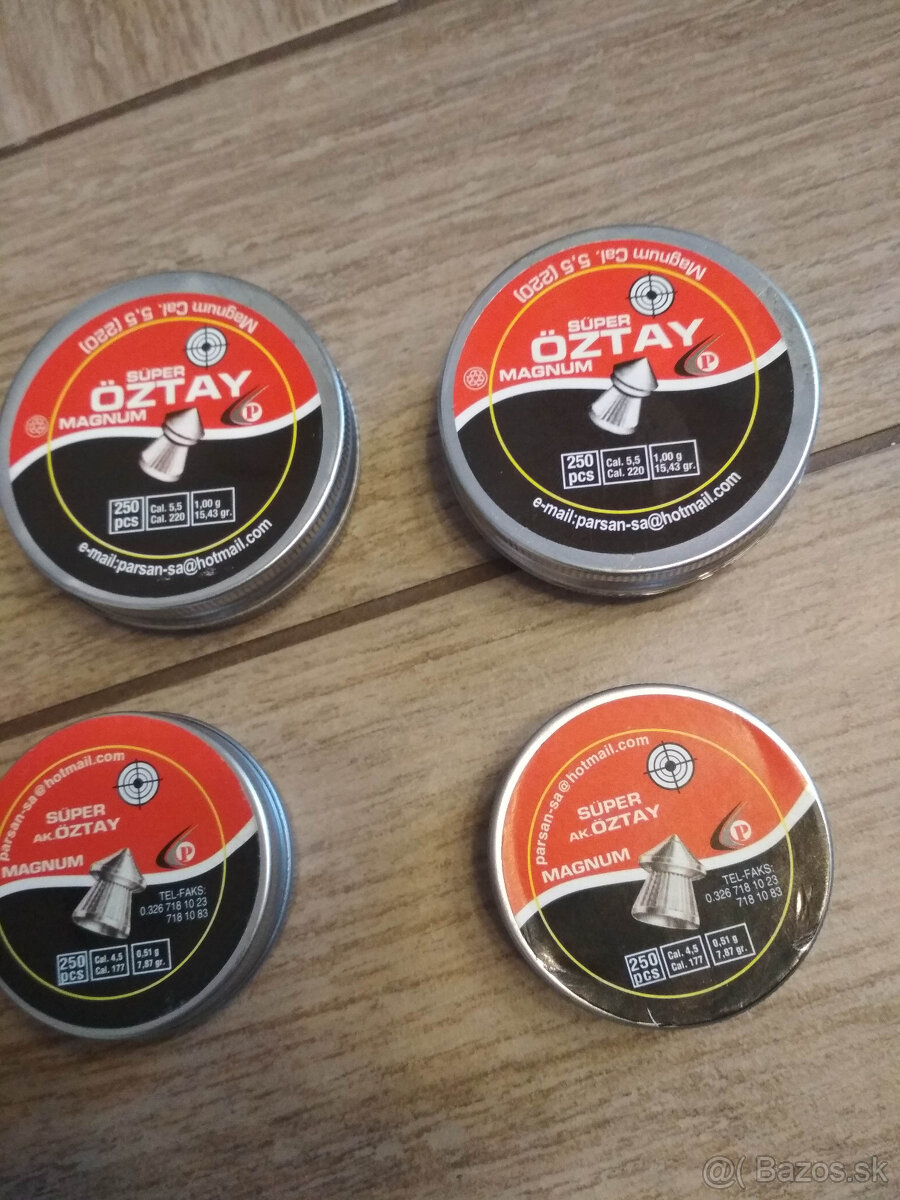 Magnum Cal. 5,5 (220)
SÜPER
ÖZTAY
MAGNUM
P
250 pcs
Cal. 5,5
Cal. 220
1,00 g
15,43 gr.
e-mail:parsan-sa@hotmail.com
Magnum Cal. 5,5 (220)
SÜPER
ÖZTAY
MAGNUM
P
250 pcs
Cal. 5,5
Cal. 220
1,00 g
15,43 gr.
e-mail:parsan-sa@hotmail.com
parsan-sa@hotmail.com
SÜPER
AK.ÖZTAY
MAGNUM
P
TEL-FAKS:
0.326 718 10 23
718 10 83
250 pcs
Cal. 4,5
Cal. 177
0,51 g
7,87 gr.
parsan-sa@hotmail.com
SÜPER
AK.ÖZTAY
MAGNUM
P
TEL-FAKS:
0.326 718 10 23
718 10 83
250 pcs
Cal. 4,5
Cal. 177
0,51 g
7,87 gr.
@( Bazos.sk